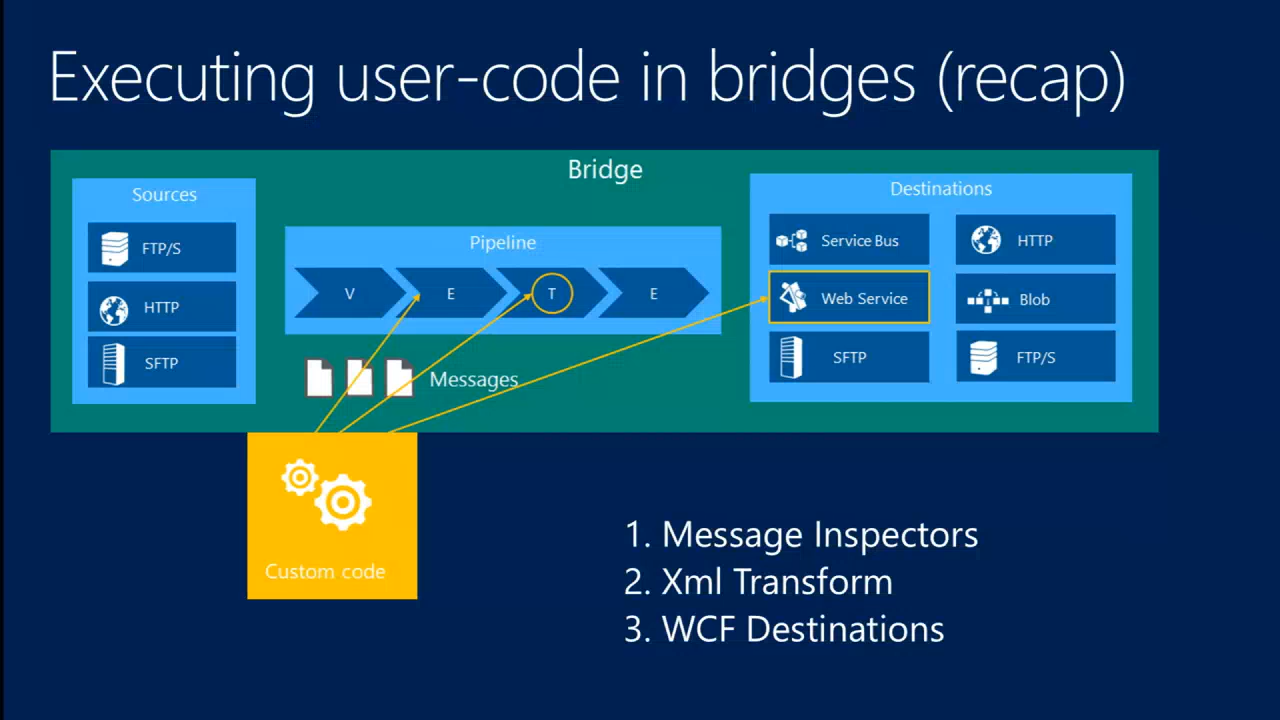 Executing user-code in bridges (recap)
Bridge
Sources
FTP/S
HTTP
SFTP
Pipeline
V E T E
Messages
Destinations
Service Bus HTTP
Web Service Blob
SFTP FTP/S
Custom code
1. Message Inspectors
2. Xml Transform
3. WCF Destinations